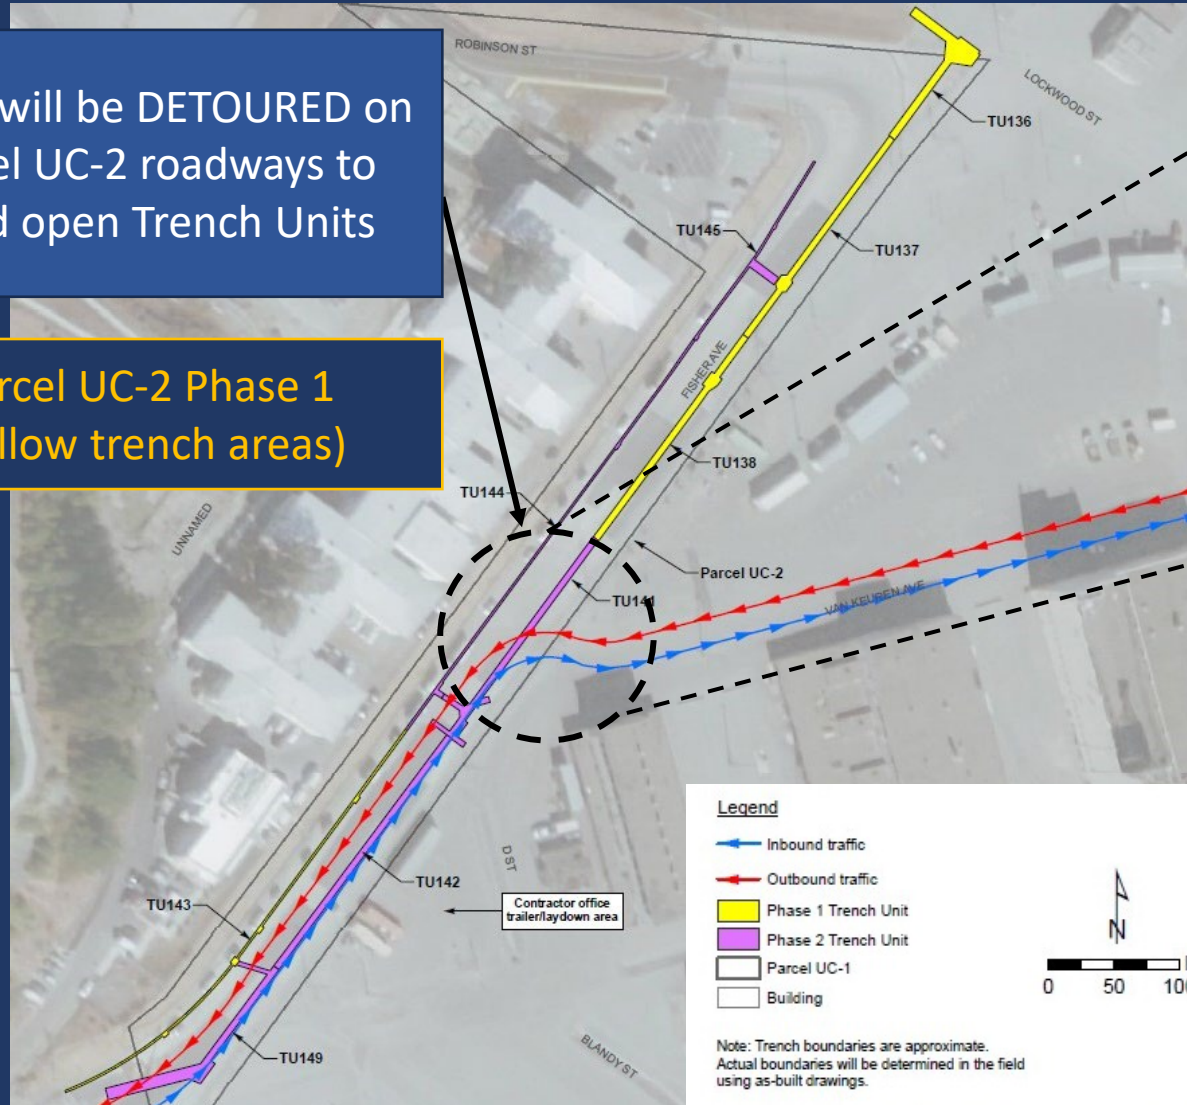 will be DETOURED on
UC-2 roadways to
open Trench Units
UC-2 Phase 1
trench areas)
ROBINSON ST
LOCKWOOD ST
TU136
TU145
TU137
FISHER AVE
TU138
TU144
UNNAMED
Parcel UC-2
TU141
VAN KEUREN AVE
TU142
D ST
TU143
Contractor office
trailer/laydown area
TU149
BLANDY ST
Legend
Inbound traffic
Outbound traffic
Phase 1 Trench Unit
Phase 2 Trench Unit
Parcel UC-1
Building
N
0 50
Note: Trench boundaries are approximate.
Actual boundaries will be determined in the field
using as-built drawings.